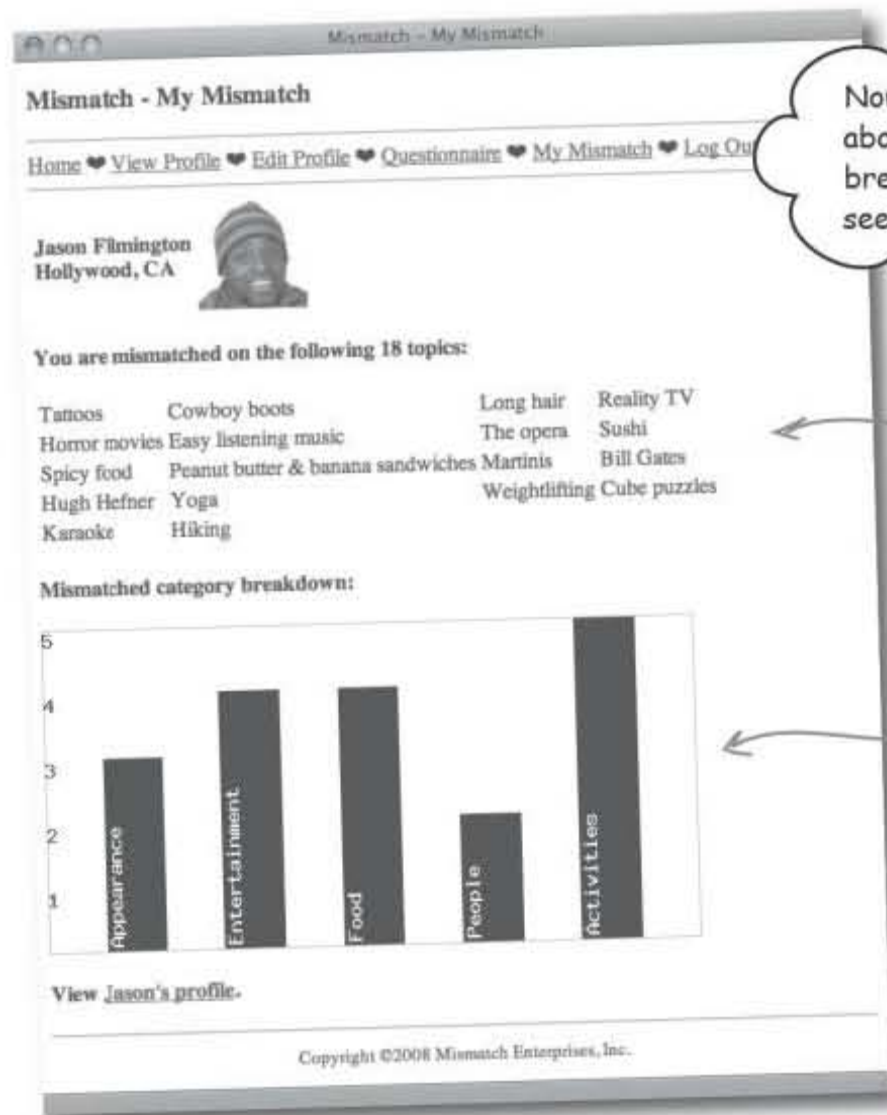 Mismatch - My Mismatch
Mismatch - My Mismatch
Home ❤ View Profile ❤ Edit Profile ❤ Questionnaire ❤ My Mismatch ❤ Log
Jason Filmington
Hollywood, CA
You are mismatched on the following 18 topics:
Tattoos Cowboy boots Long hair Reality TV
Horror movies Easy listening music The opera Sushi
Spicy food Peanut butter & banana sandwiches Martinis Bill Gates
Hugh Hefner Yoga Weightlifting Cube puzzles
Karaoke Hiking
Mismatched category breakdown:
5
4
3
2
1
Appearance
Entertainment
Food
People
Activities
View Jason's profile.
Copyright ©2008 Mismatch Enterprises, Inc.
see